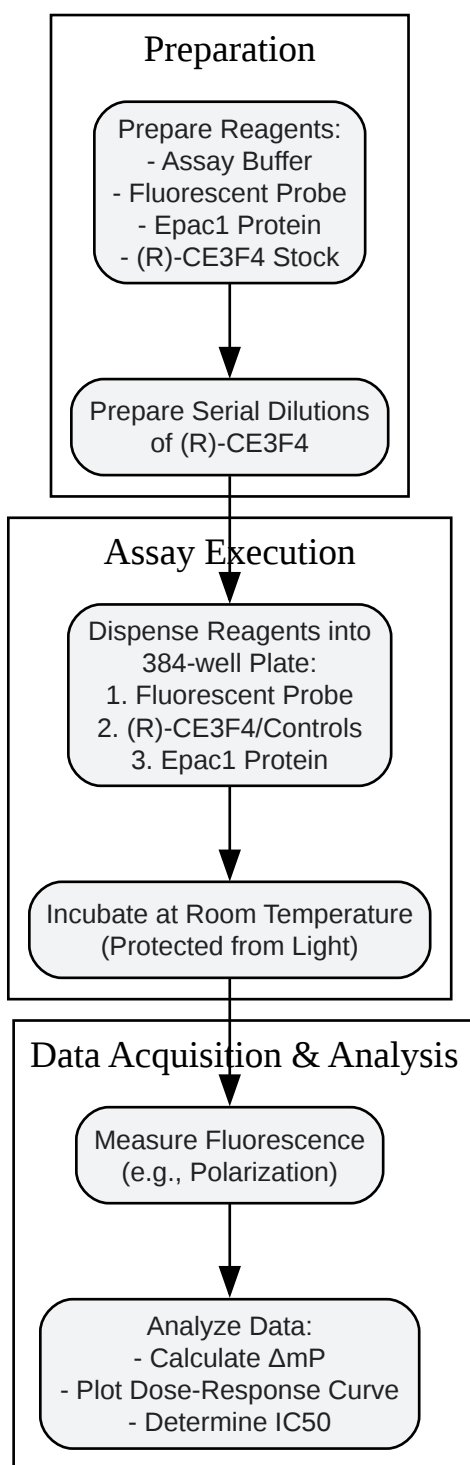 Preparation
Prepare Reagents:
- Assay Buffer
- Fluorescent Probe
- Epac1 Protein
- (R)-CE3F4 Stock
Prepare Serial Dilutions
of (R)-CE3F4
Assay Execution
Dispense Reagents into
384-well Plate:
1. Fluorescent Probe
2. (R)-CE3F4/Controls
3. Epac1 Protein
Incubate at Room Temperature
(Protected from Light)
Data Acquisition & Analysis
Measure Fluorescence
(e.g., Polarization)
Analyze Data:
- Calculate ΔmP
- Plot Dose-Response Curve
- Determine IC50